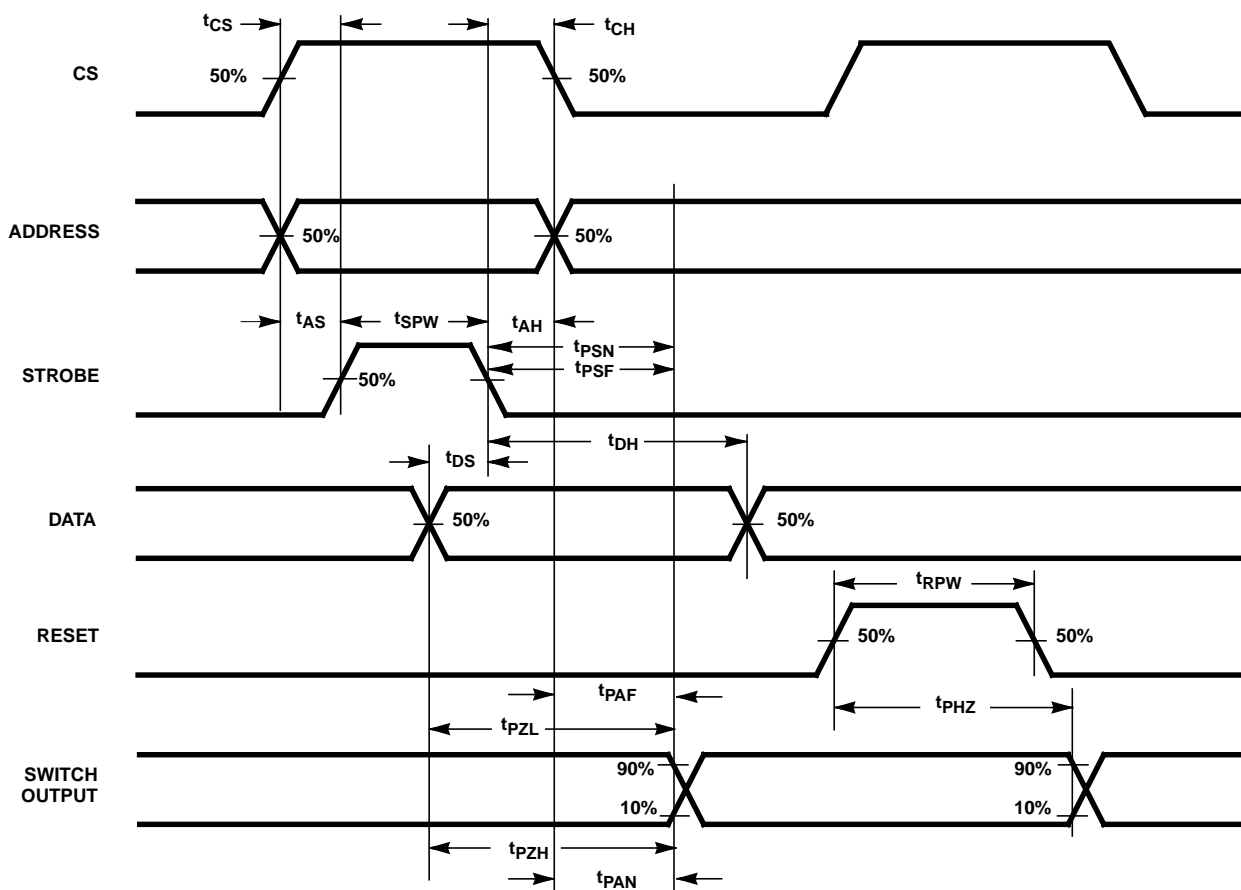 tCS
tCH
CS
50%
50%
ADDRESS
50%
50%
tAS
tSPW
tAH
tPSN
tPSF
STROBE
50%
tDH
tDS
DATA
50%
50%
tRPW
RESET
50%
50%
tPAF
tPHZ
tPZL
SWITCH
OUTPUT
90%
90%
10%
10%
tPZH
tPAN